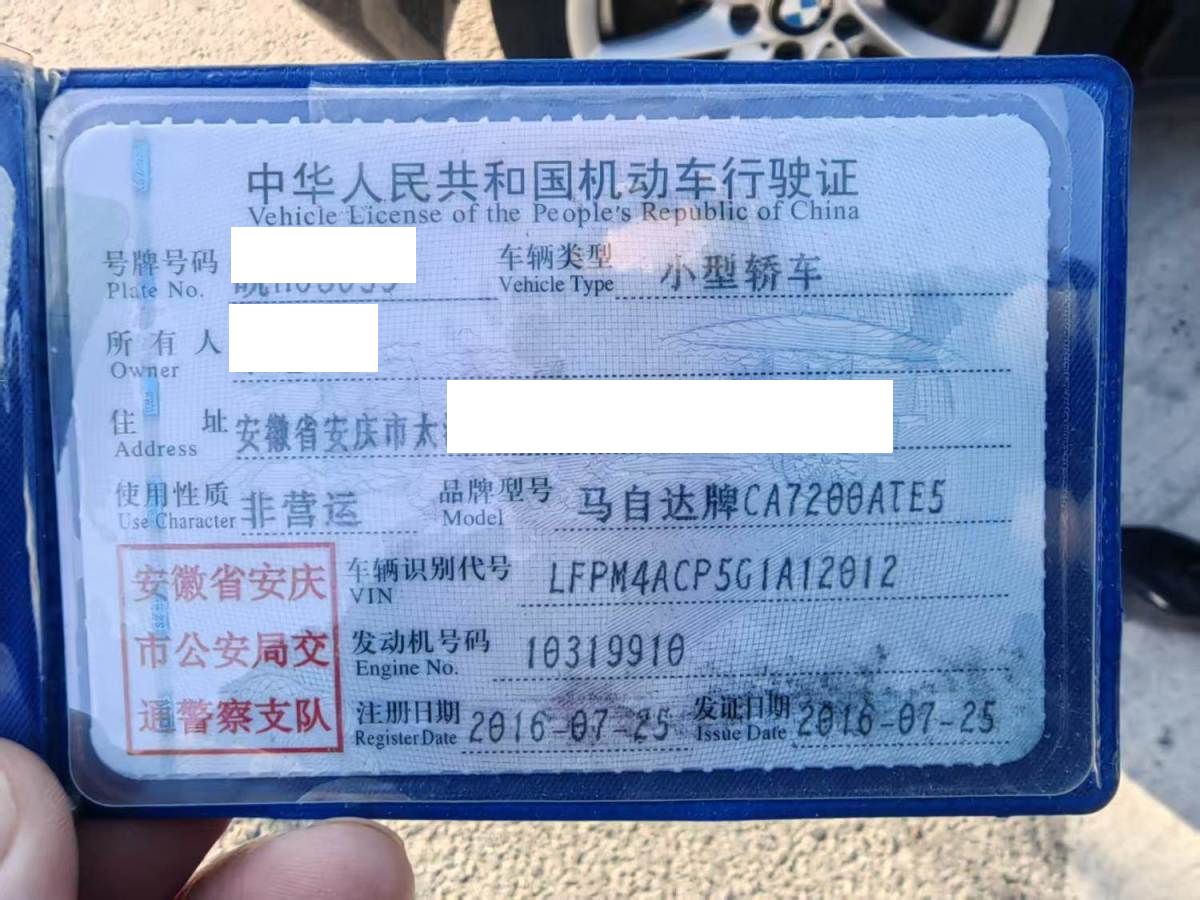 中华人民共和国机动车行驶证
Vehicle License of the People's Republic of China
号牌号码 车辆类型 小型轿车
Plate No. Vehicle Type
所有人
Owner
住址 安徽省安庆市太
Address
使用性质 非营运 品牌型号 马自达牌CA7200ATE5
Use Character Model
车辆识别代号 LFPM4ACP5G1A12012
VIN
发动机号码 10319910
Engine No.
注册日期 2016-07-25 发证日期 2016-07-25
Register Date Issue Date
安徽省安庆
市公安局交
通警察支队